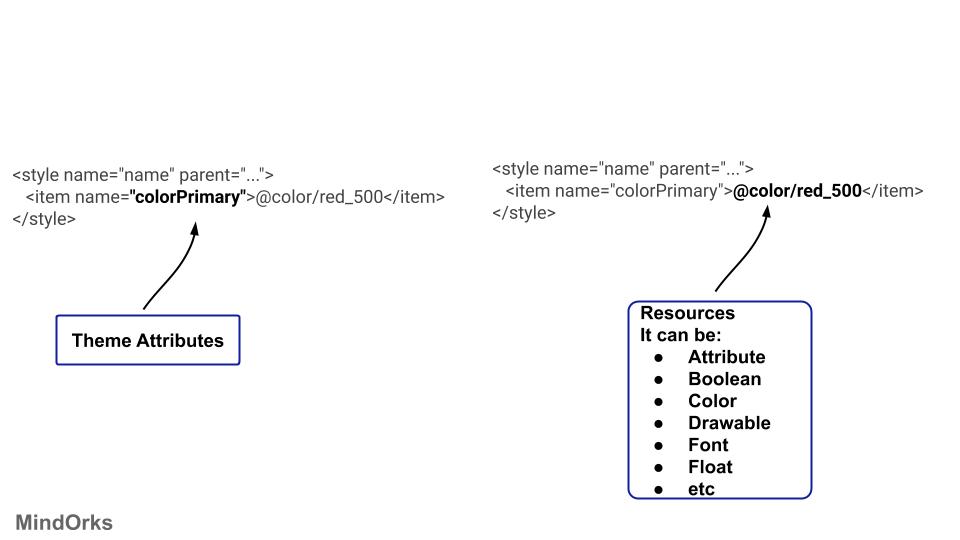 <style name="name" parent="...">
<item name="colorPrimary">@color/red_500</item>
</style>
Theme Attributes
<style name="name" parent="...">
<item name="colorPrimary">@color/red_500</item>
</style>
Resources
It can be:
● Attribute
● Boolean
● Color
● Drawable
● Font
● Float
● etc
MindOrks